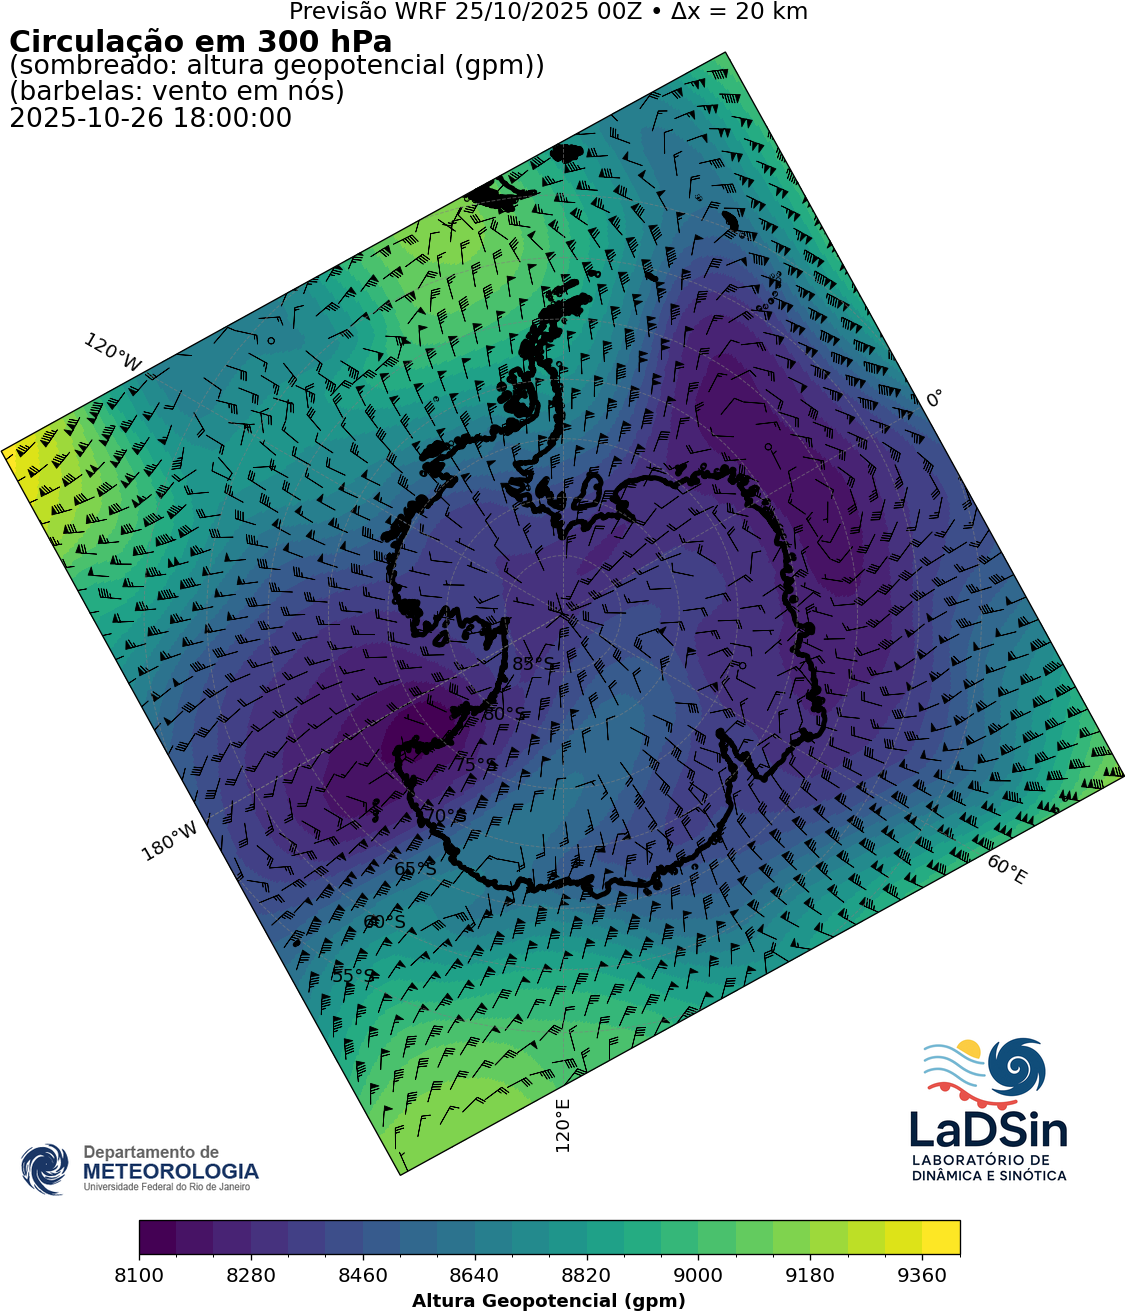 Previsão WRF 25/10/2025 00Z • Δx = 20 km
Circulação em 300 hPa
(sombreado: altura geopotencial (gpm))
(barbelas: vento em nós)
2025-10-26 18:00:00
120°W
0°
85°S
80°S
75°S
70°S
65°S
60°S
55°S
180°W
60°E
120°E
LaDSin
LABORATÓRIO DE
DINÂMICA E SINÓTICA
Departamento de
METEOROLOGIA
Universidade Federal do Rio de Janeiro
8100 8280 8460 8640 8820 9000 9180 9360
Altura Geopotencial (gpm)